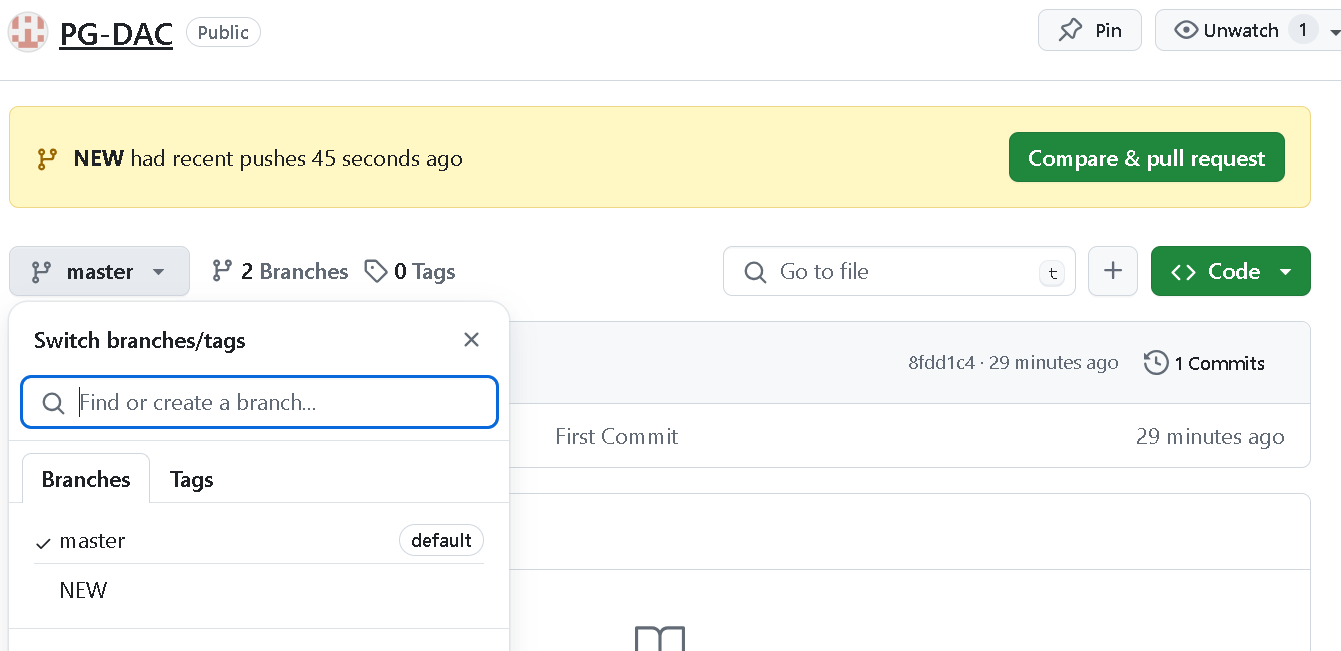 PG-DAC Public Pin Unwatch 1
NEW had recent pushes 45 seconds ago Compare & pull request
master 2 Branches 0 Tags Go to file t Code
Switch branches/tags
8fdd1c4 · 29 minutes ago 1 Commits
Find or create a branch...
First Commit 29 minutes ago
Branches Tags
master default
NEW